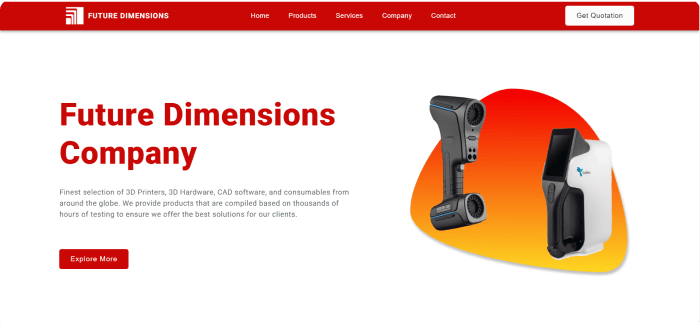 FUTURE DIMENSIONS
Home Products Services Company Contact
Get Quotation
Future Dimensions
Company
Finest selection of 3D Printers, 3D Hardware, CAD software, and consumables from
around the globe. We provide products that are compiled based on thousands of
hours of testing to ensure we offer the best solutions for our clients.
Explore More